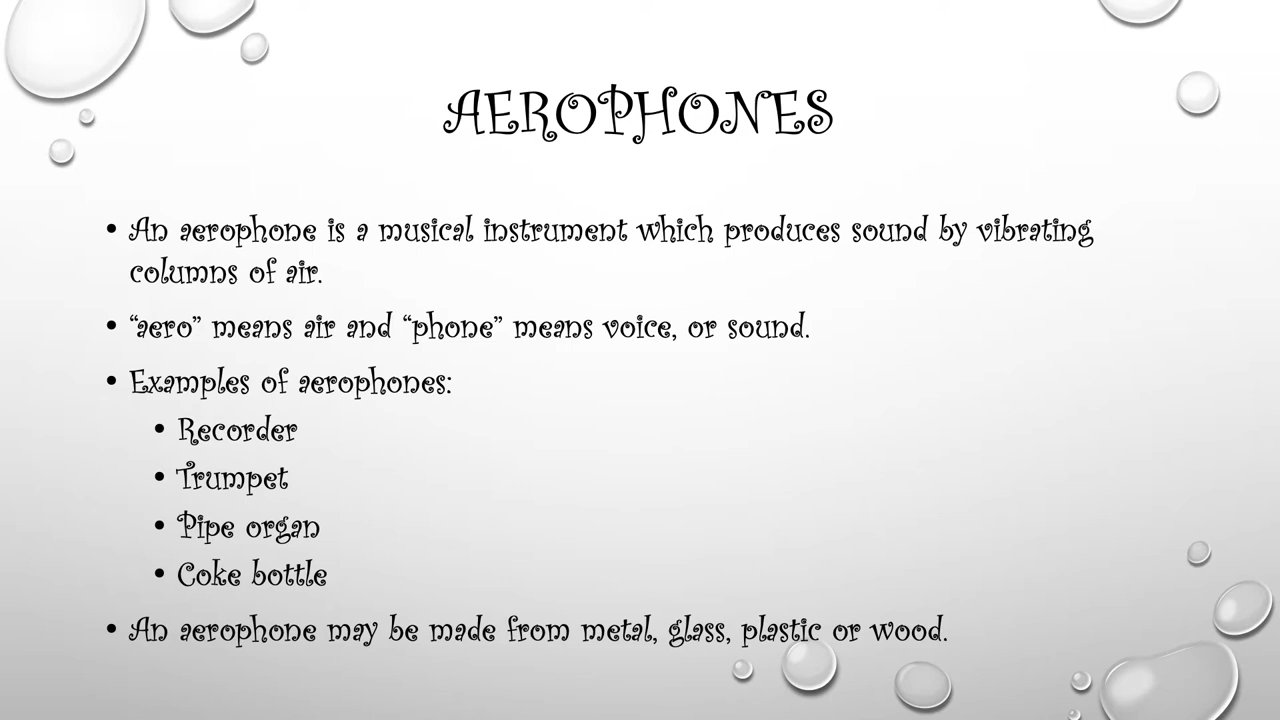 AEROPHONES
• An aerophone is a musical instrument which produces sound by vibrating
columns of air.
• “aero” means air and “phone” means voice, or sound.
• Examples of aerophones:
• Recorder
• Trumpet
• Pipe organ
• Coke bottle
• An aerophone may be made from metal, glass, plastic or wood.